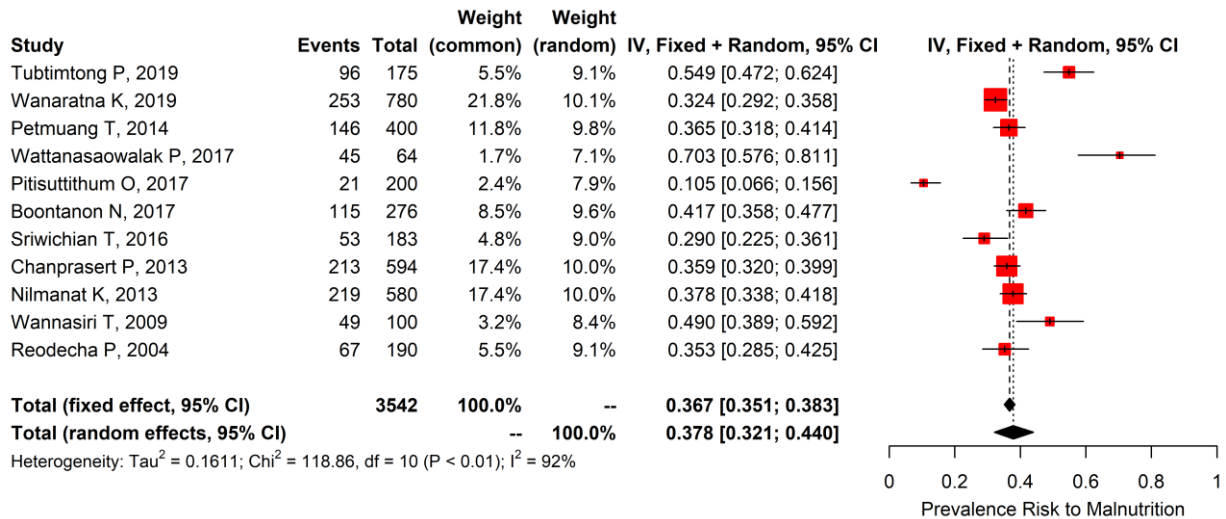 Weight Weight
Study Events Total (common) (random) IV, Fixed + Random, 95% CI IV, Fixed + Random, 95% CI
Tubtimtong P, 2019 96 175 5.5% 9.1% 0.549 [0.472; 0.624]
Wanaratna K, 2019 253 780 21.8% 10.1% 0.324 [0.292; 0.358]
Petmuang T, 2014 146 400 11.8% 9.8% 0.365 [0.318; 0.414]
Wattanasaowalak P, 2017 45 64 1.7% 7.1% 0.703 [0.576; 0.811]
Pitisuttithum O, 2017 21 200 2.4% 7.9% 0.105 [0.066; 0.156]
Boontanon N, 2017 115 276 8.5% 9.6% 0.417 [0.358; 0.477]
Sriwichian T, 2016 53 183 4.8% 9.0% 0.290 [0.225; 0.361]
Chanprasert P, 2013 213 594 17.4% 10.0% 0.359 [0.320; 0.399]
Nilmanat K, 2013 219 580 17.4% 10.0% 0.378 [0.338; 0.418]
Wannasiri T, 2009 49 100 3.2% 8.4% 0.490 [0.389; 0.592]
Reodecha P, 2004 67 190 5.5% 9.1% 0.353 [0.285; 0.425]
Total (fixed effect, 95% CI) 3542 100.0% -- 0.367 [0.351; 0.383]
Total (random effects, 95% CI) -- 100.0% 0.378 [0.321; 0.440]
Heterogeneity: Tau² = 0.1611; Chi² = 118.86, df = 10 (P < 0.01); I² = 92%
0 0.2 0.4 0.6 0.8 1
Prevalence Risk to Malnutrition